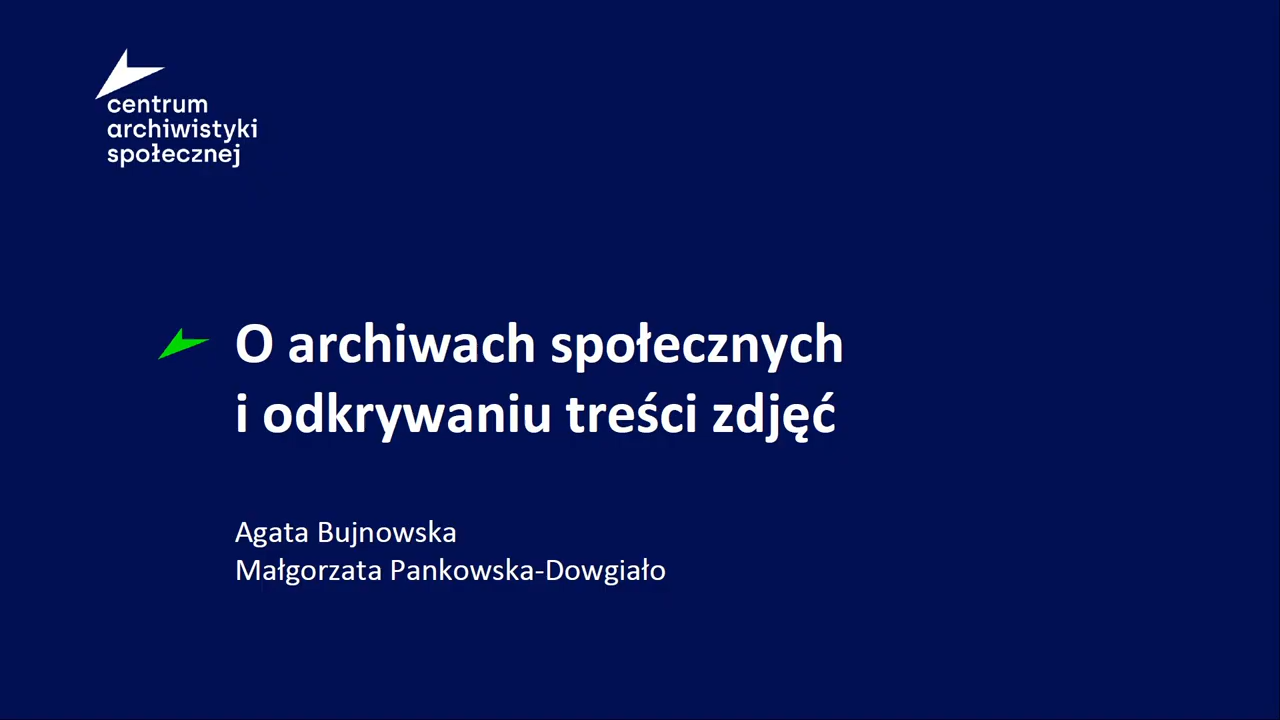 centrum
archiwistyki
społecznej
O archiwach społecznych
i odkrywaniu treści zdjęć
Agata Bujnowska
Małgorzata Pankowska-Dowgiało